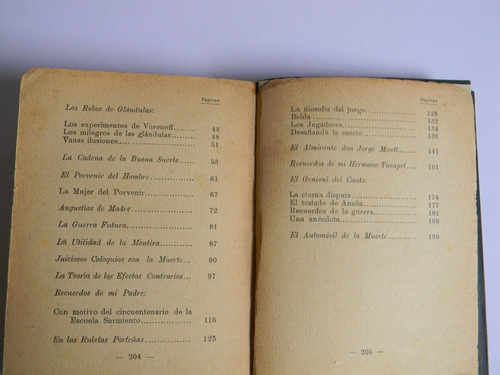 Páginas
Los Robos de Glándulas:
Los experimentos de Voronoff ...... 43
Los milagros de las glándulas ...... 48
Vanas ilusiones ...... 51
La Cadena de la Buena Suerte ...... 53
El Porvenir del Hombre ...... 61
La Mujer del Porvenir ...... 67
Angustias de Madre ...... 72
La Guerra Futura ...... 81
La Utilidad de la Mentira ...... 87
Juiciosos Coloquios con la Muerte ...... 90
La Teoría de los Efectos Contrarios ...... 97
Recuerdos de mi Padre:
Con motivo del cincuentenario de la
Escuela Sarmiento ...... 116
En las Ruletas Porteñas ...... 125
— 204 —
Páginas
La filosofía del juego ...... 128
Relda ...... 132
Los Jugadores ...... 134
Desafiando la suerte ...... 136
El Almirante don Jorge Montt ...... 141
Recuerdos de mi Hermano Tucapel ...... 161
El General del Canto:
La eterna disputa ...... 174
El tratado de Ancón ...... 177
Recuerdos de la guerra ...... 181
Una anécdota ...... 186
El Automóvil de la Muerte ...... 189
— 205 —